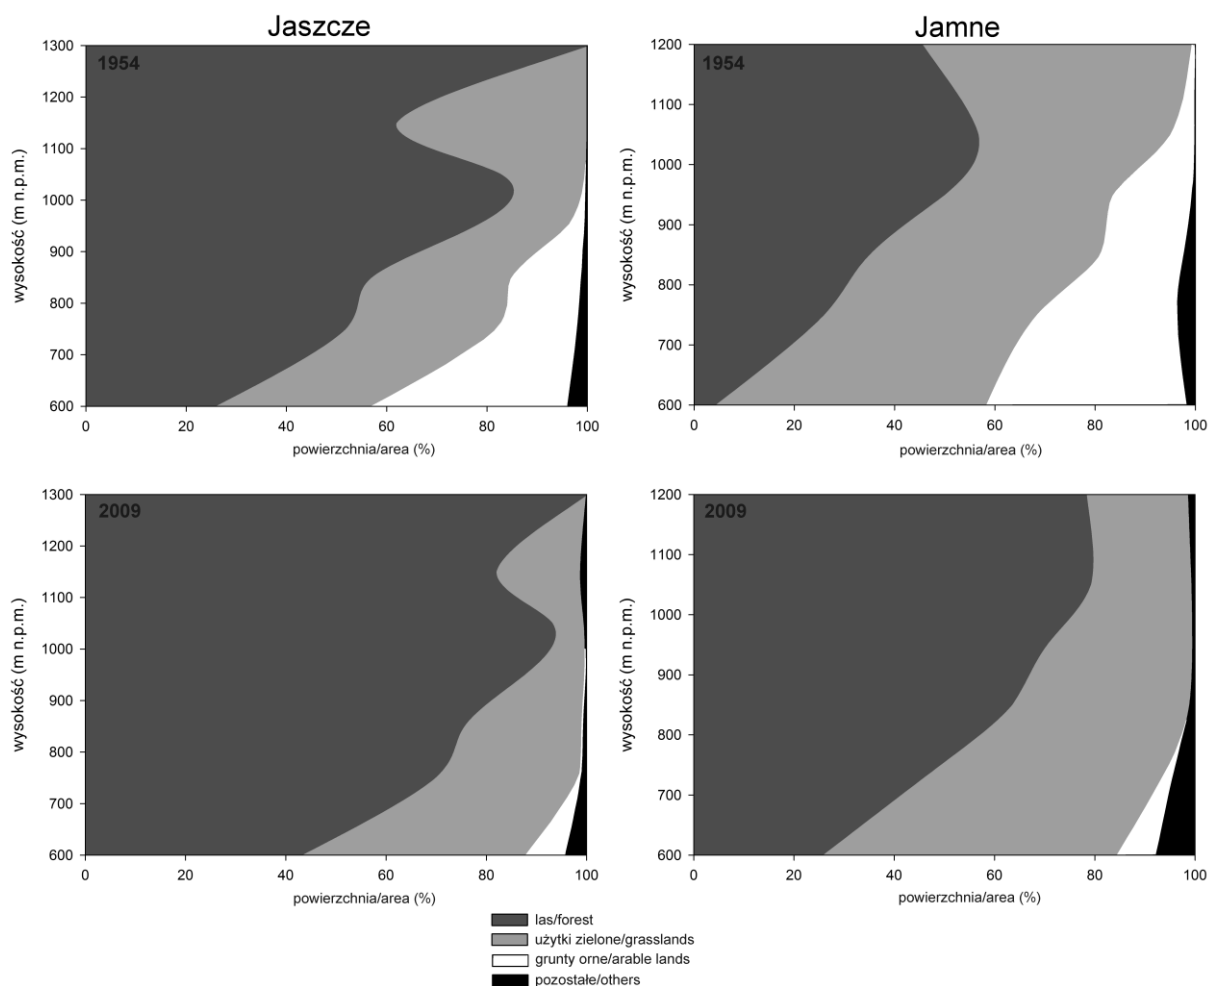 Jaszcze
Jamne
1300
1200
1100
1000
900
800
700
600
wysokość (m n.p.m.)
1954
0 20 40 60 80 100
powierzchnia/area (%)
1200
1100
1000
900
800
700
600
wysokość (m n.p.m.)
1954
0 20 40 60 80 100
powierzchnia/area (%)
1300
1200
1100
1000
900
800
700
600
wysokość (m n.p.m.)
2009
0 20 40 60 80 100
powierzchnia/area (%)
1200
1100
1000
900
800
700
600
wysokość (m n.p.m.)
2009
0 20 40 60 80 100
powierzchnia/area (%)
las/forest
użytki zielone/grasslands
grunty orne/arable lands
pozostałe/others